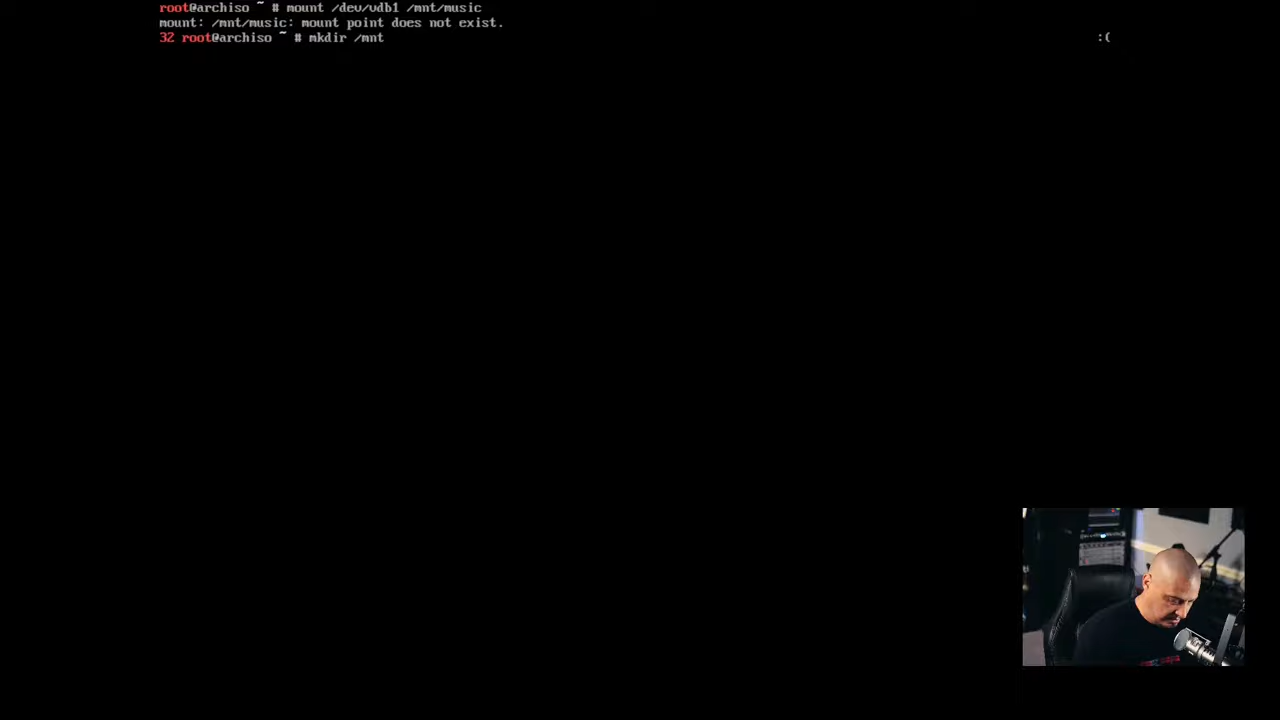 root@archiso ~ # mount /dev/vdb1 /mnt/music
mount: /mnt/music: mount point does not exist.
32 root@archiso ~ # mkdir /mnt :(